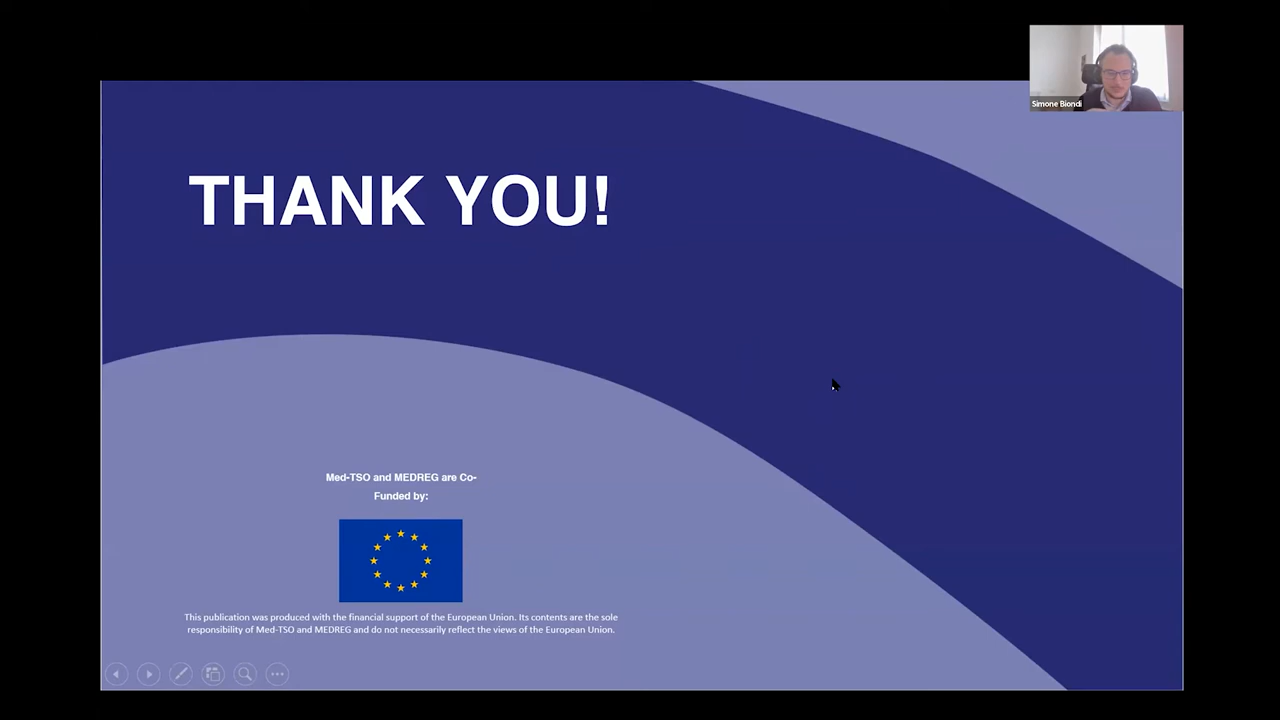 Simone Biondi
THANK YOU!
Med-TSO and MEDREG are Co-
Funded by:
This publication was produced with the financial support of the European Union. Its contents are the sole
responsibility of Med-TSO and MEDREG and do not necessarily reflect the views of the European Union.